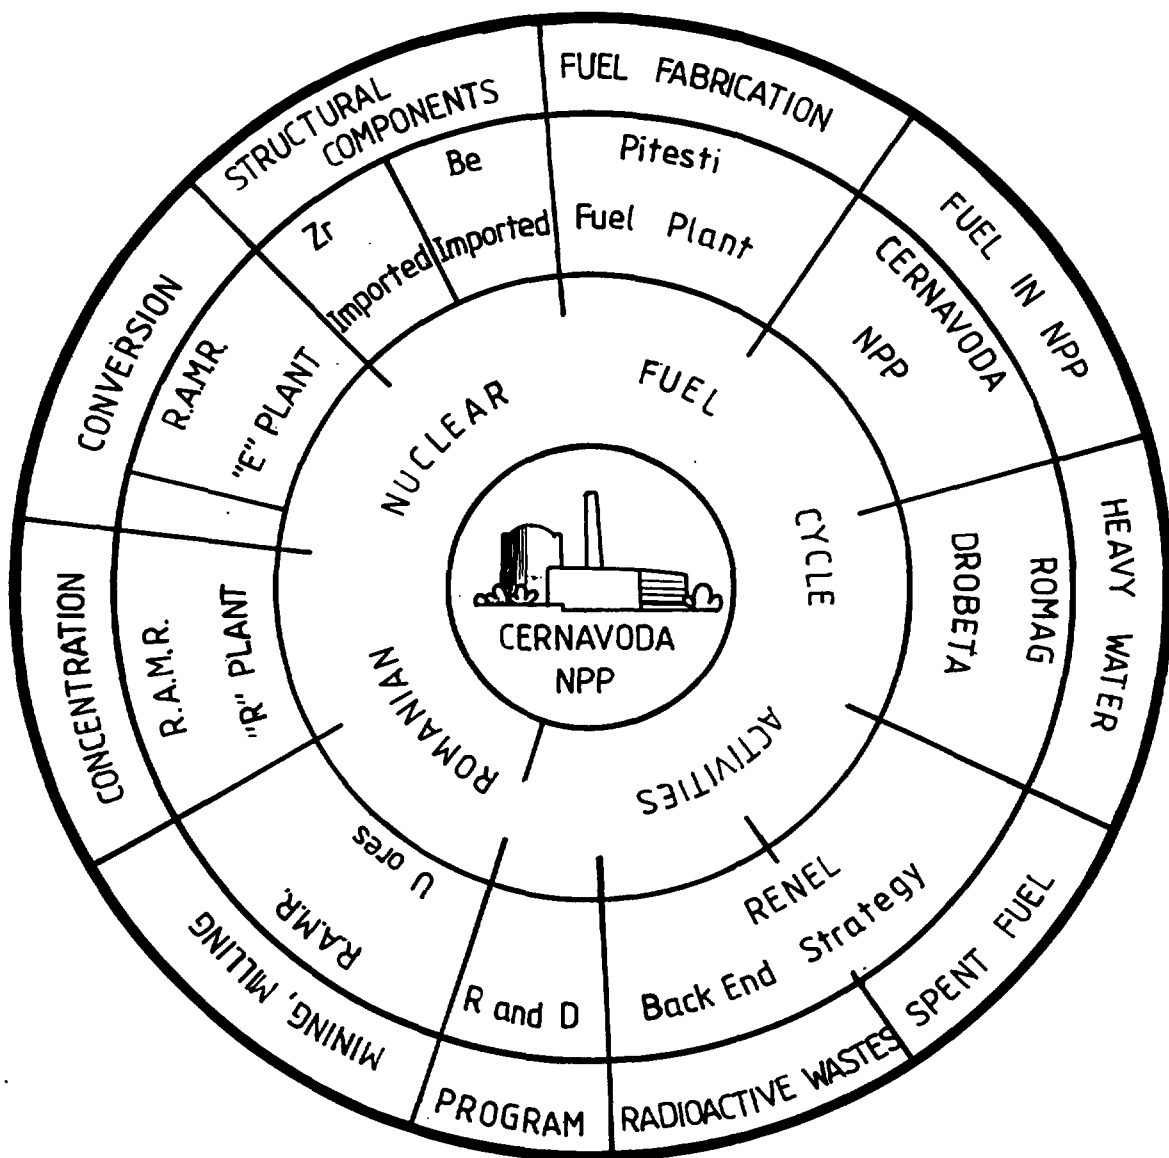 STRUCTURAL
COMPONENTS
FUEL FABRICATION
FUEL IN NPP
HEAVY WATER
SPENT FUEL
RADIOACTIVE WASTES
PROGRAM
MINING, MILLING
CONCENTRATION
CONVERSION
Zr
Imported
Be
Imported
Pitesti
Fuel Plant
CERNAVODA
NPP
ROMAG
DROBETA
RENEL
Back End Strategy
R and D
U ores
R.A.M.R.
R.A.M.R.
"R" PLANT
R.A.M.R.
"E" PLANT
ROMANIAN NUCLEAR FUEL CYCLE ACTIVITIES
CERNAVODA
NPP